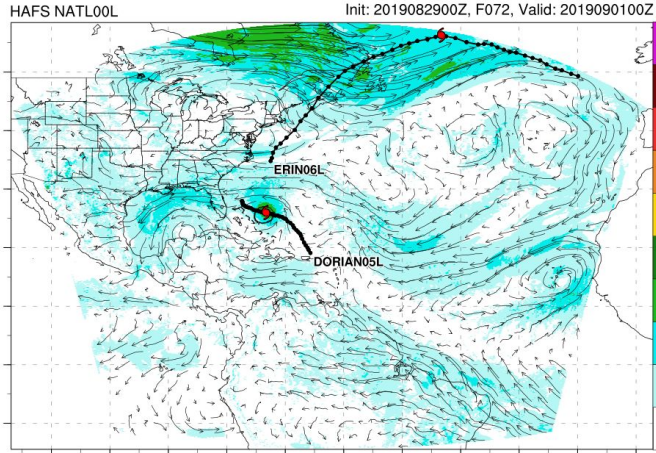 HAFS NATL00L
Init: 2019082900Z, F072, Valid: 2019090100Z
ERIN06L
DORIAN05L